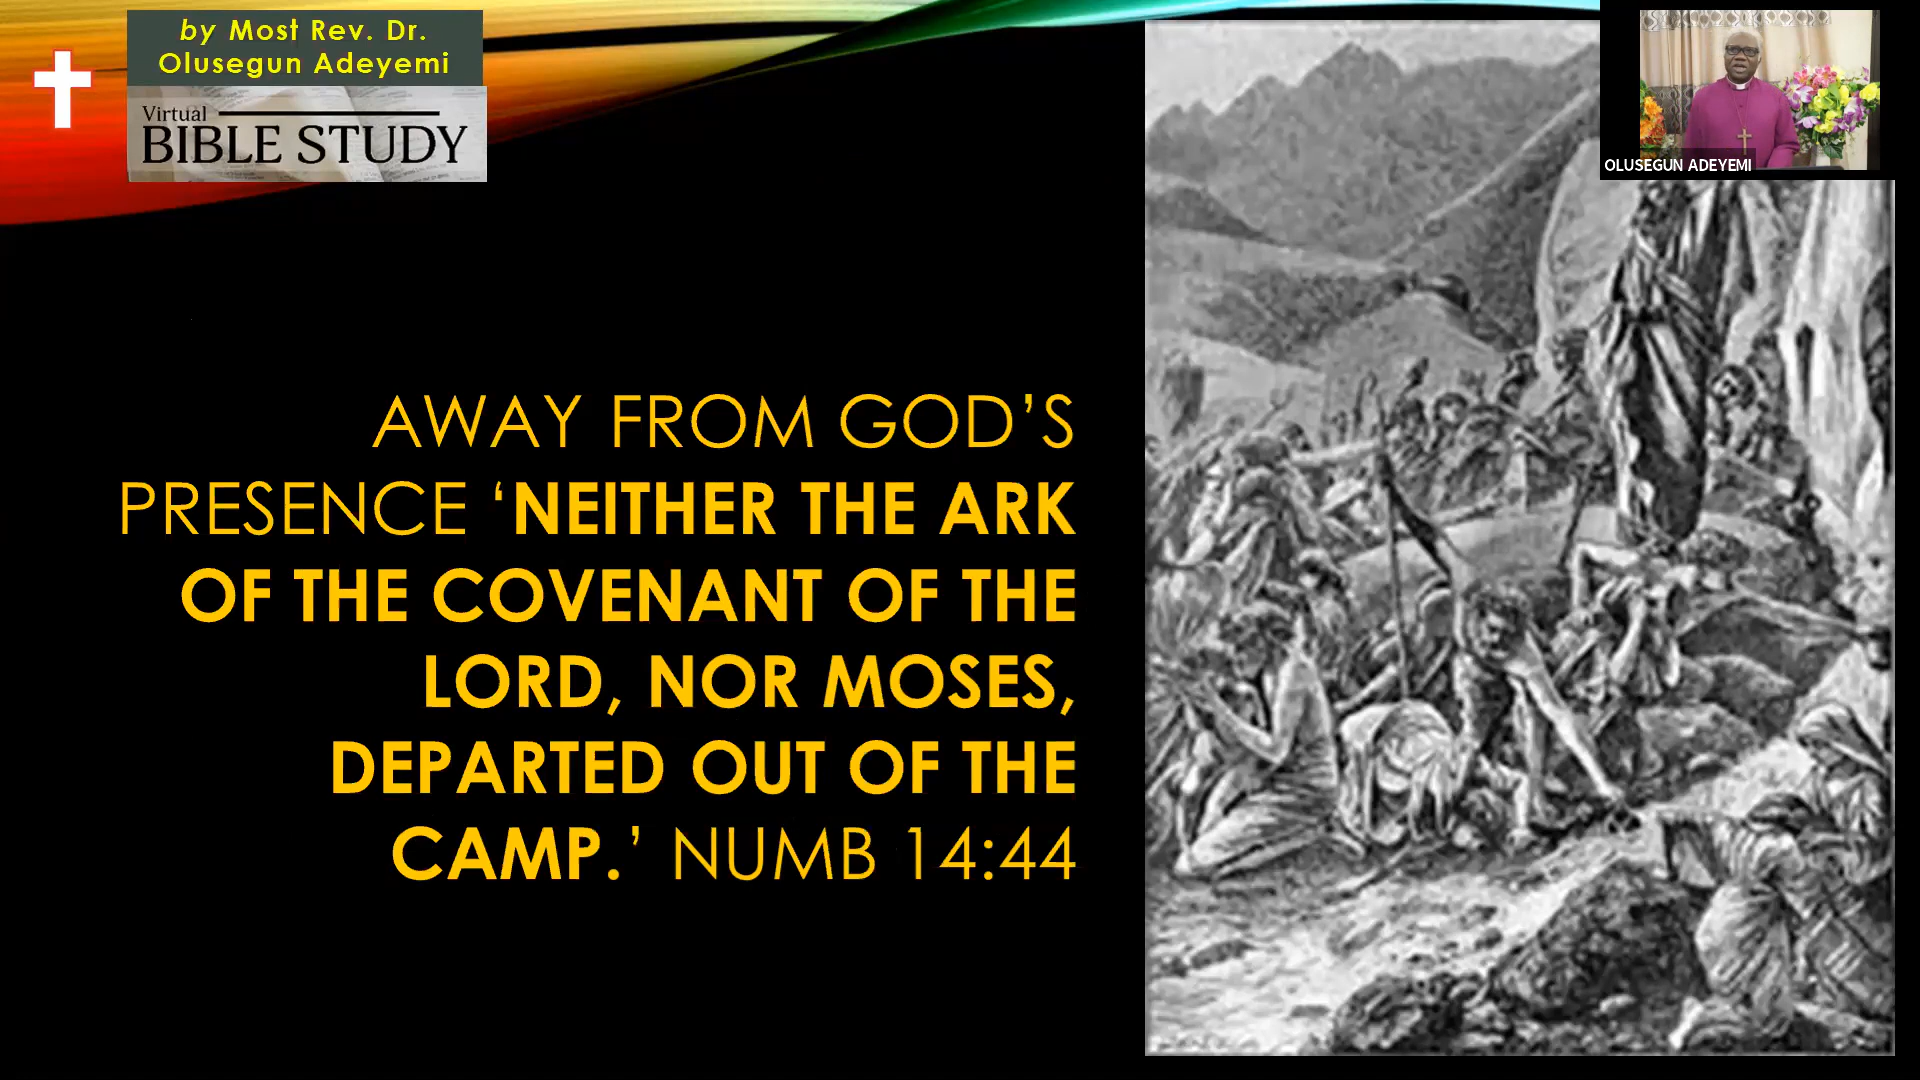 by Most Rev. Dr.
Olusegun Adeyemi
Virtual
BIBLE STUDY
OLUSEGUN ADEYEMI
AWAY FROM GOD’S
PRESENCE ‘NEITHER THE ARK
OF THE COVENANT OF THE
LORD, NOR MOSES,
DEPARTED OUT OF THE
CAMP.’ NUMB 14:44